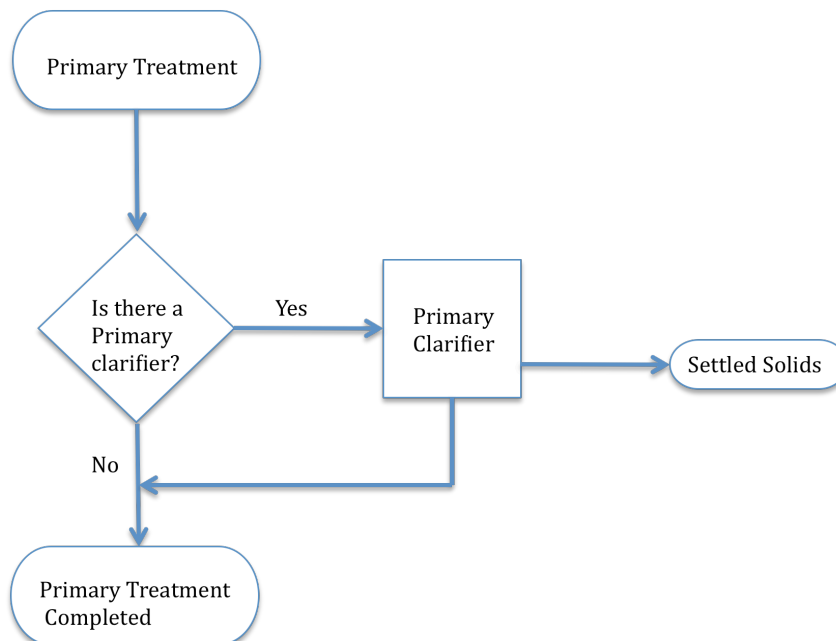 Primary Treatment
Is there a
Primary
clarifier?
Yes
Primary
Clarifier
Settled Solids
No
Primary Treatment
Completed